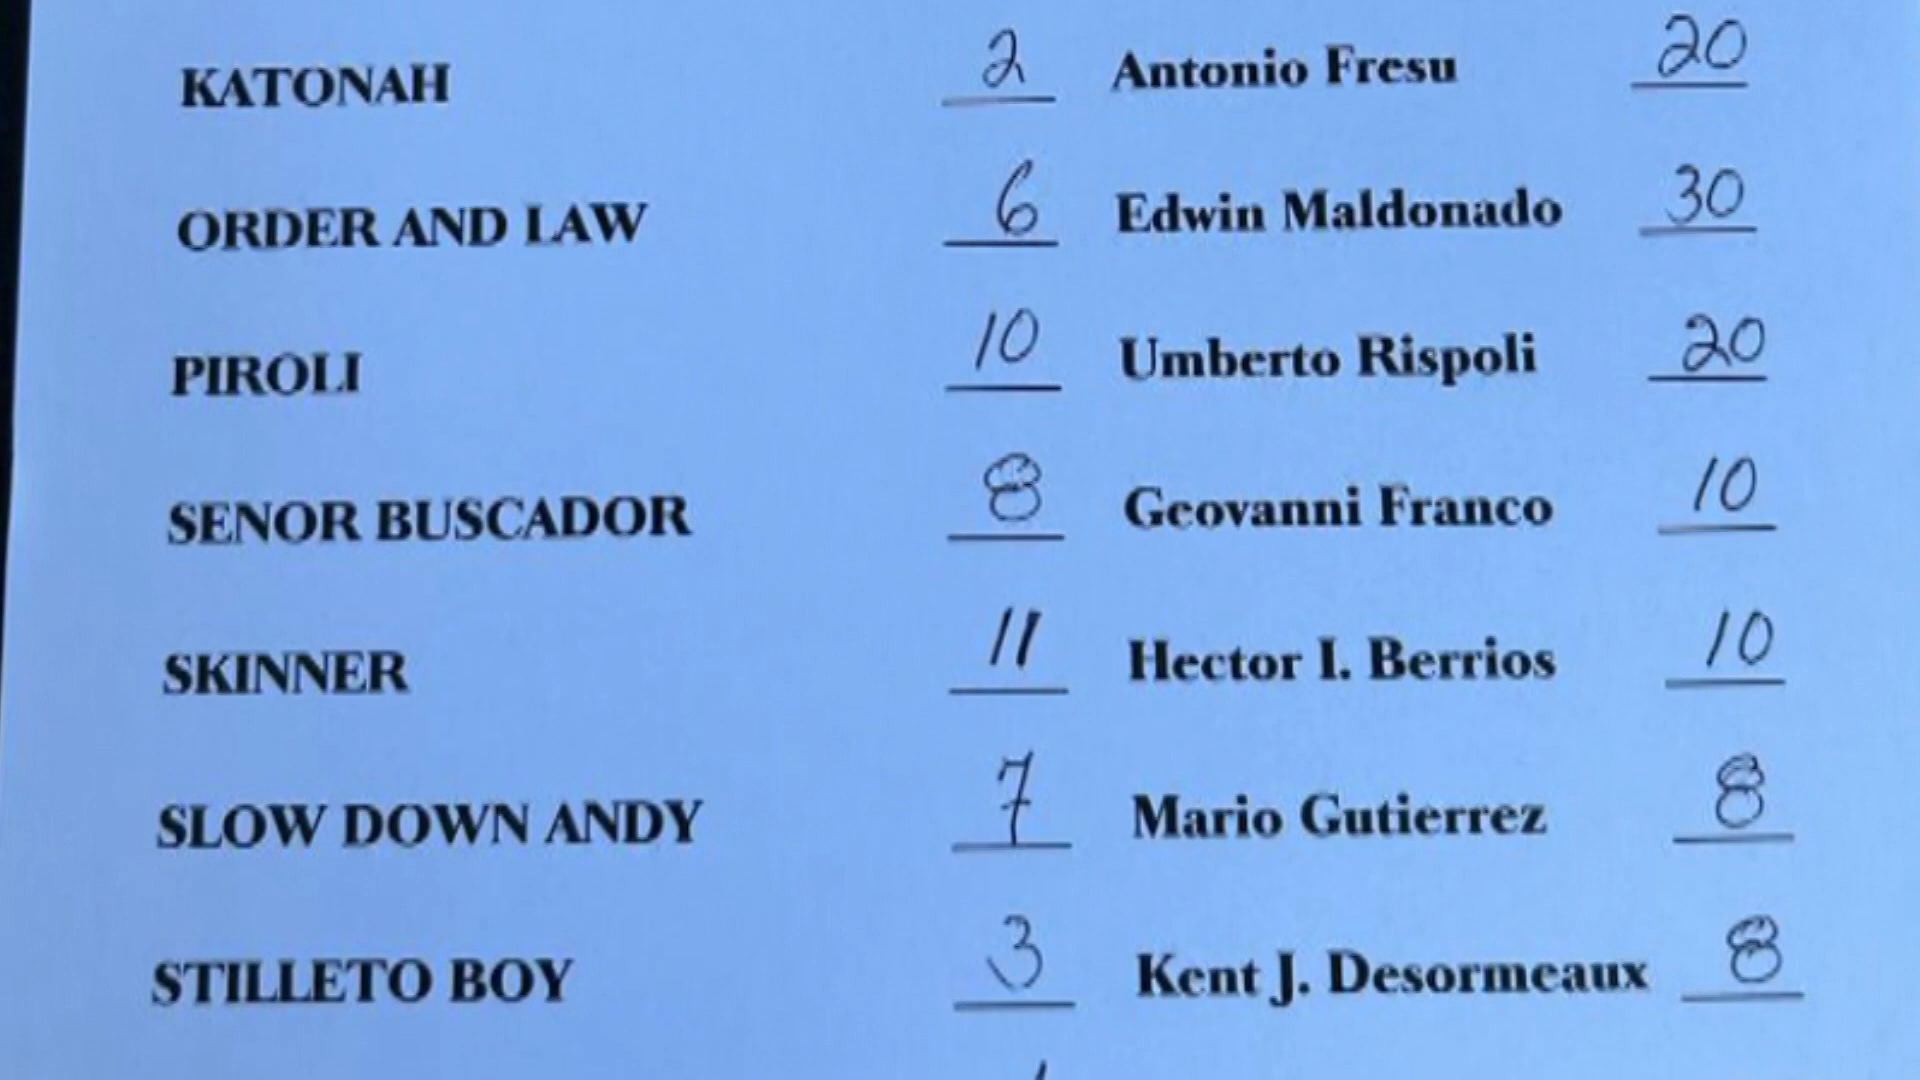 KATONAH 2 Antonio Fresu 20
ORDER AND LAW 6 Edwin Maldonado 30
PIROLI 10 Umberto Rispoli 20
SENOR BUSCADOR 8 Geovanni Franco 10
SKINNER 11 Hector I. Berrios 10
SLOW DOWN ANDY 7 Mario Gutierrez 8
STILLETO BOY 3 Kent J. Desormeaux 8